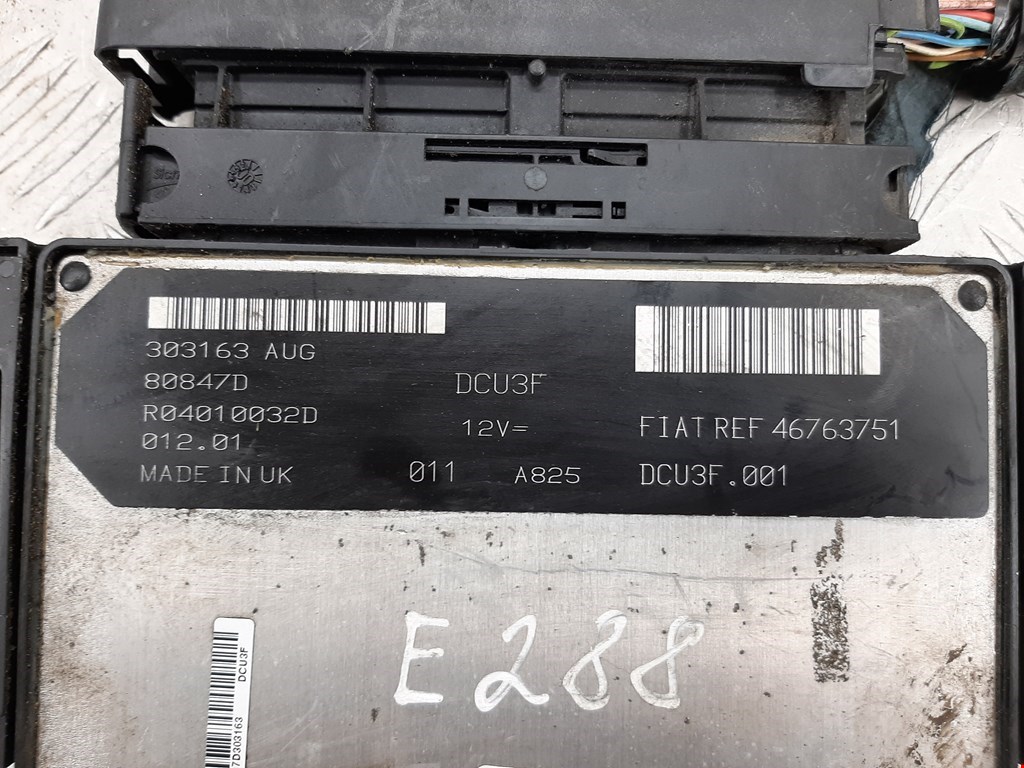 303163 AUG
80847D
R04010032D
012.01
MADE IN UK
DCU3F
12V=
011 A825
FIAT REF 46763751
DCU3F.001
E288
DCU3F
7D303163